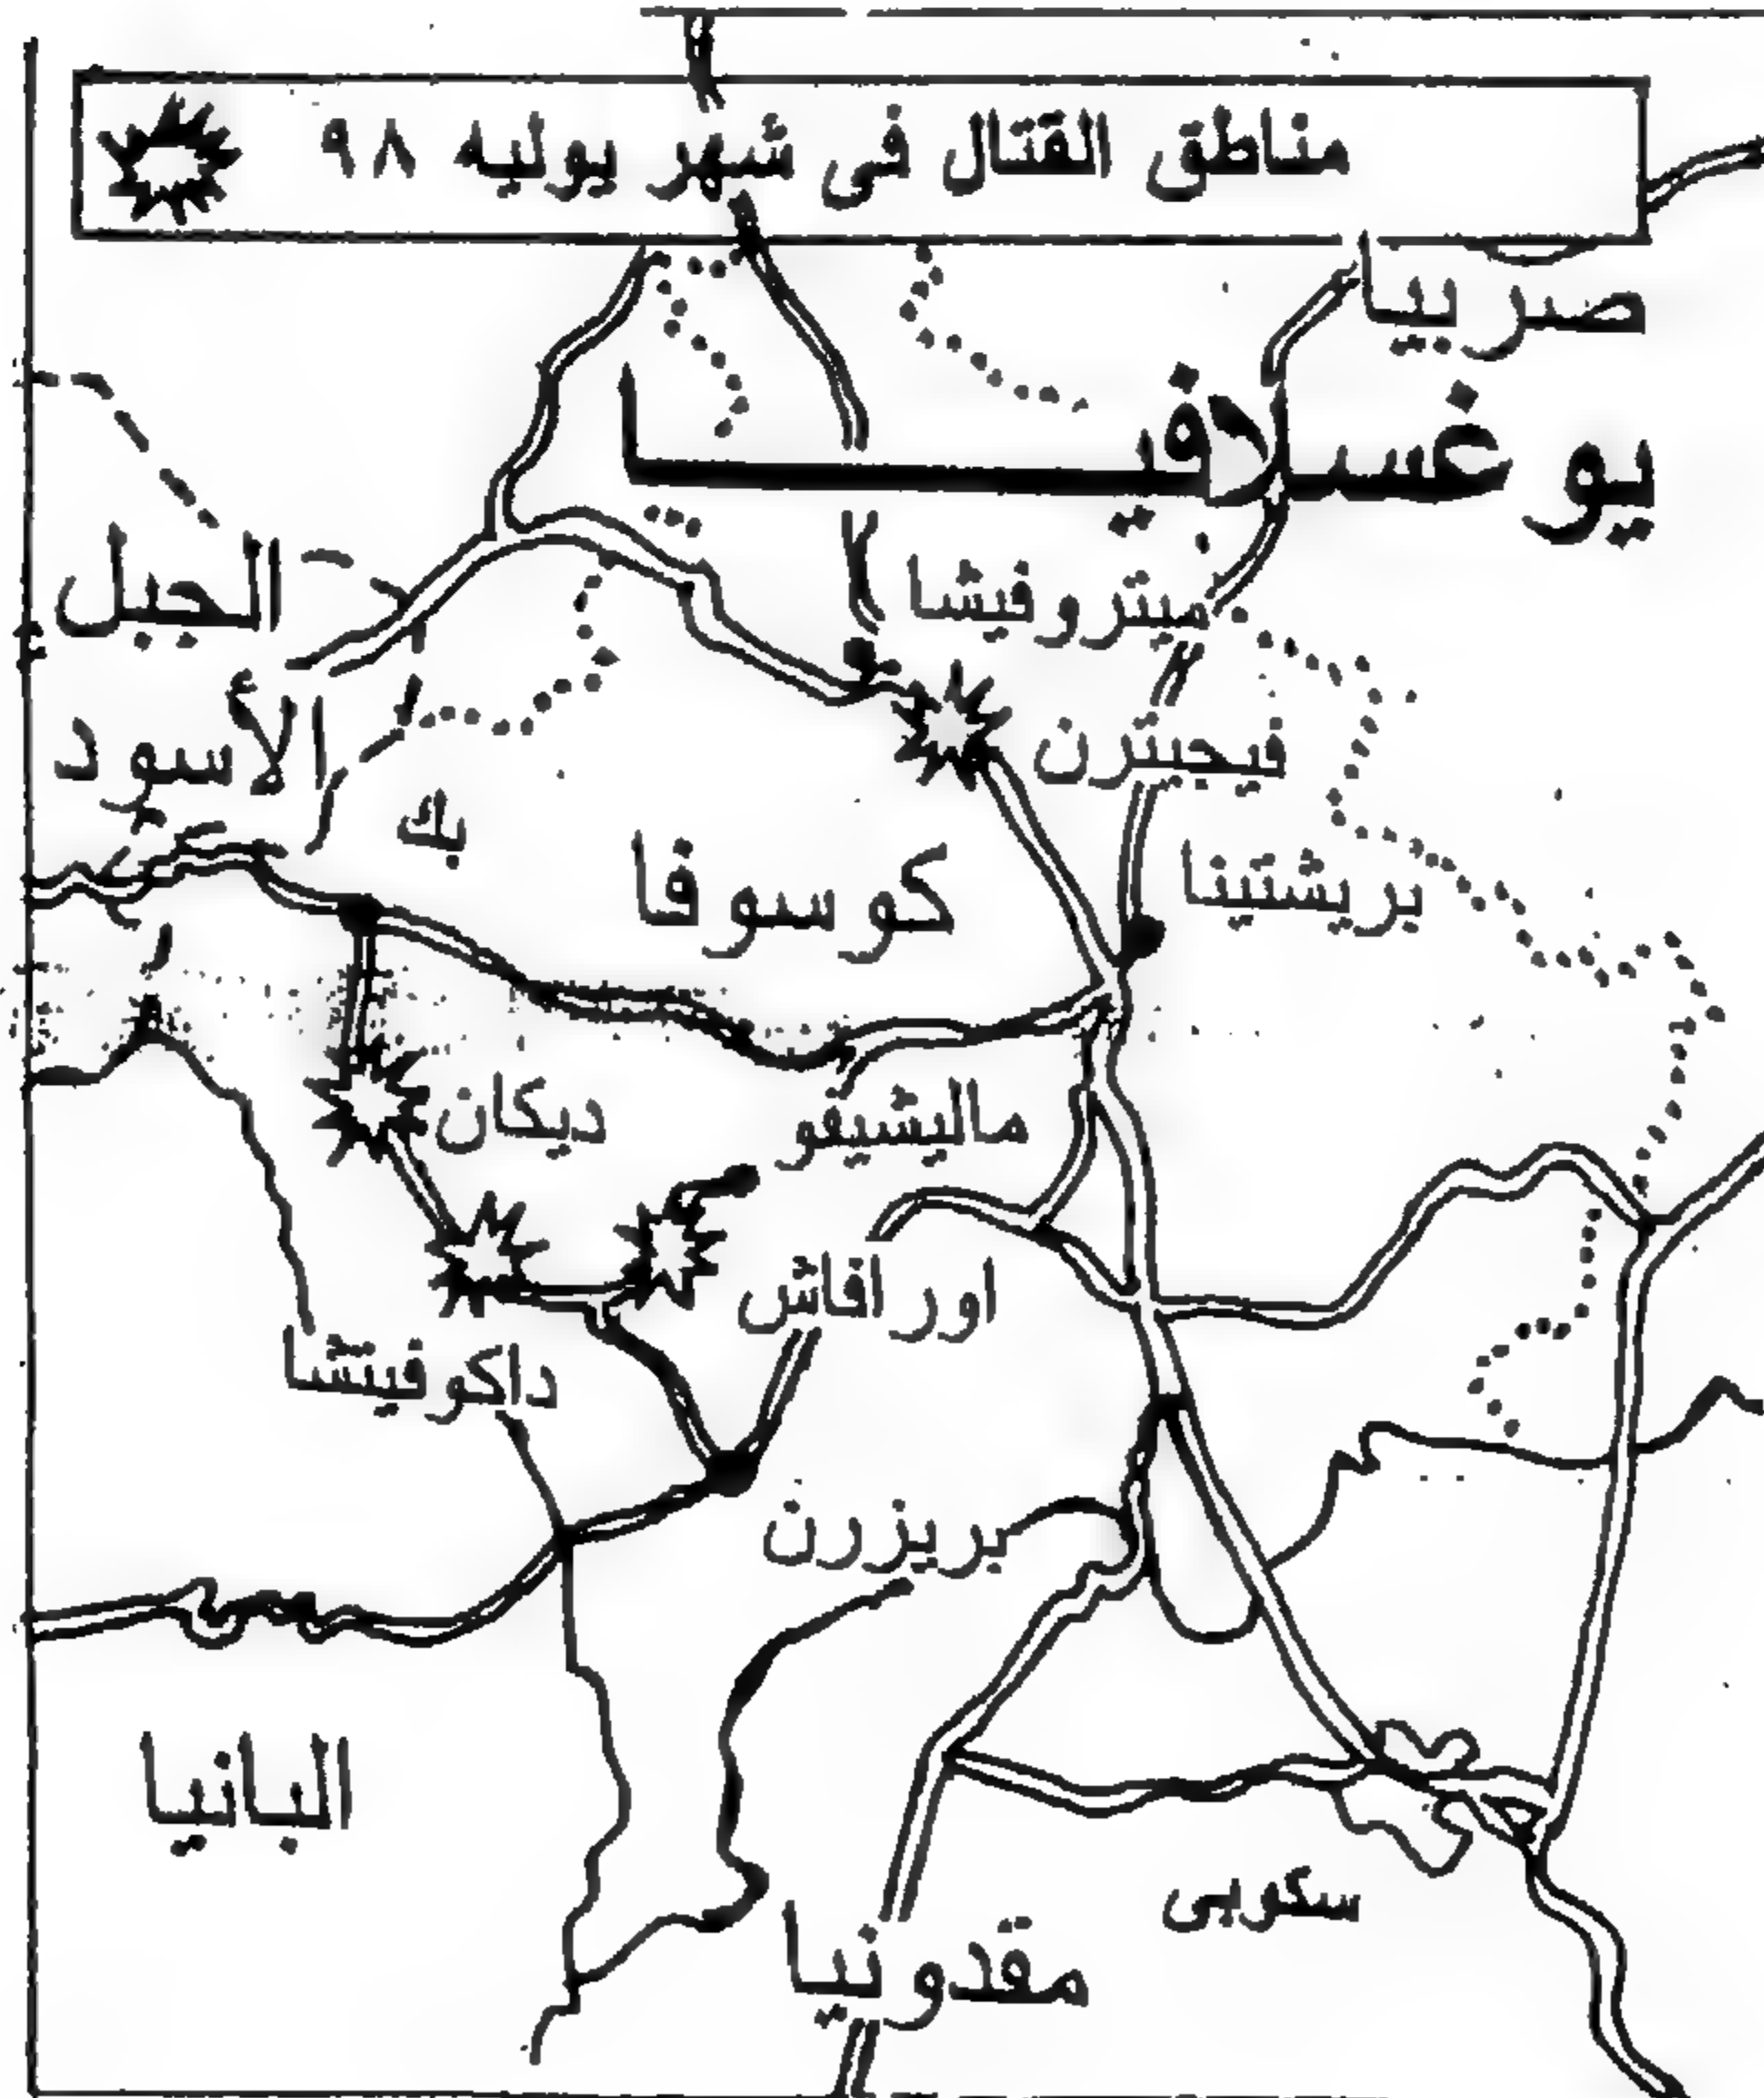 مناطق القتال فى شهر يوليه ٩٨
صربيا
يوغسلافيا
ميتروفيشا
الجبل
الأسود
فيجيترن
بك
كوسوفا
بريشتينا
ديكان
ماليشيفو
اورافاش
داكوفيتشا
بريزرن
البانيا
سكوبى
مقدونيا